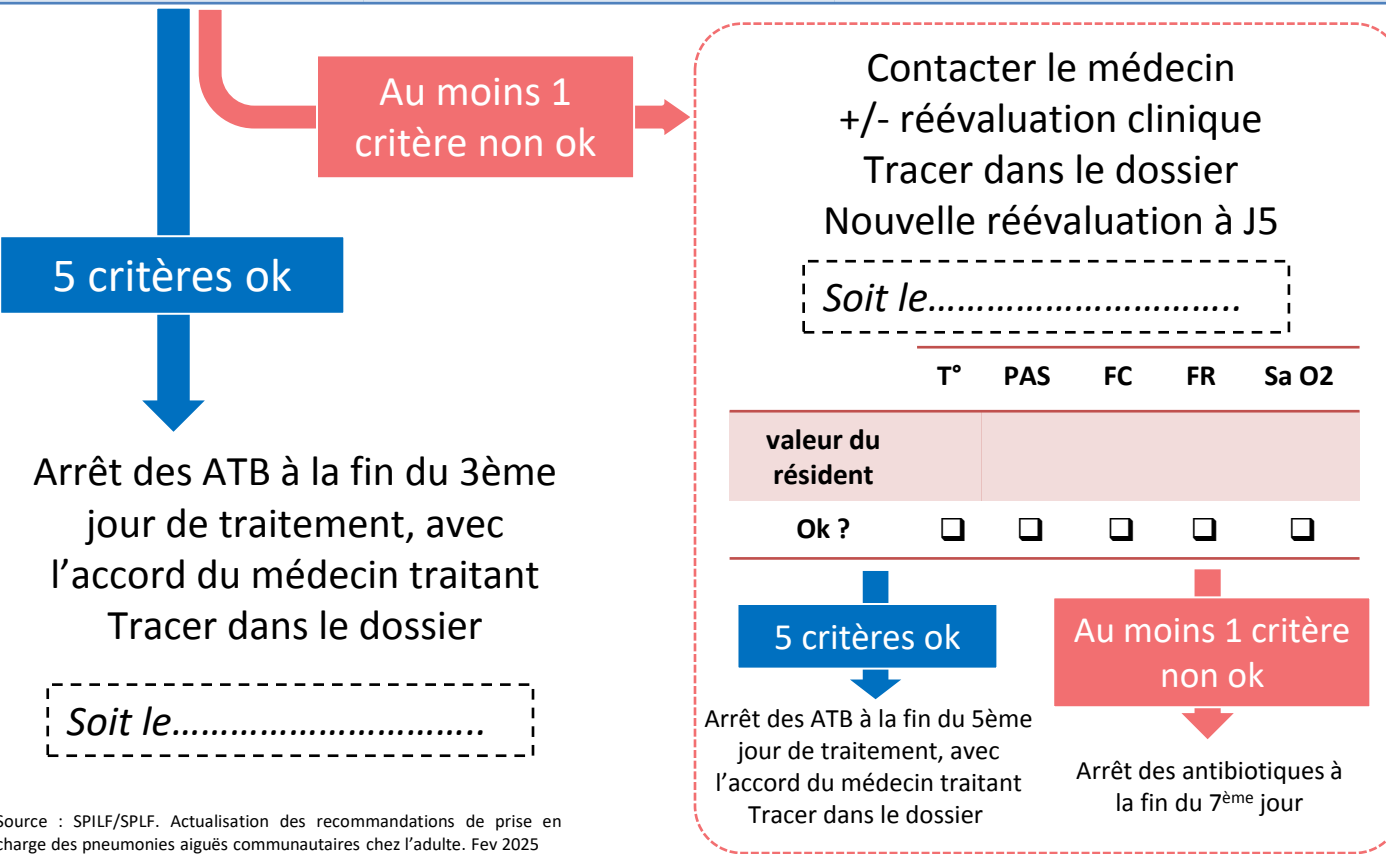 Au moins 1
critère non ok
5 critères ok
Arrêt des ATB à la fin du 3ème
jour de traitement, avec
l’accord du médecin traitant
Tracer dans le dossier
Soit le…………………………..
Source : SPILF/SPLF. Actualisation des recommandations de prise en
charge des pneumonies aiguës communautaires chez l’adulte. Fev 2025
Contacter le médecin
+/- réévaluation clinique
Tracer dans le dossier
Nouvelle réévaluation à J5
Soit le…………………………..
T° PAS FC FR Sa O2
valeur du
résident
Ok ? ❑ ❑ ❑ ❑ ❑
5 critères ok
Arrêt des ATB à la fin du 5ème
jour de traitement, avec
l’accord du médecin traitant
Tracer dans le dossier
Au moins 1 critère
non ok
Arrêt des antibiotiques à
la fin du 7ème jour